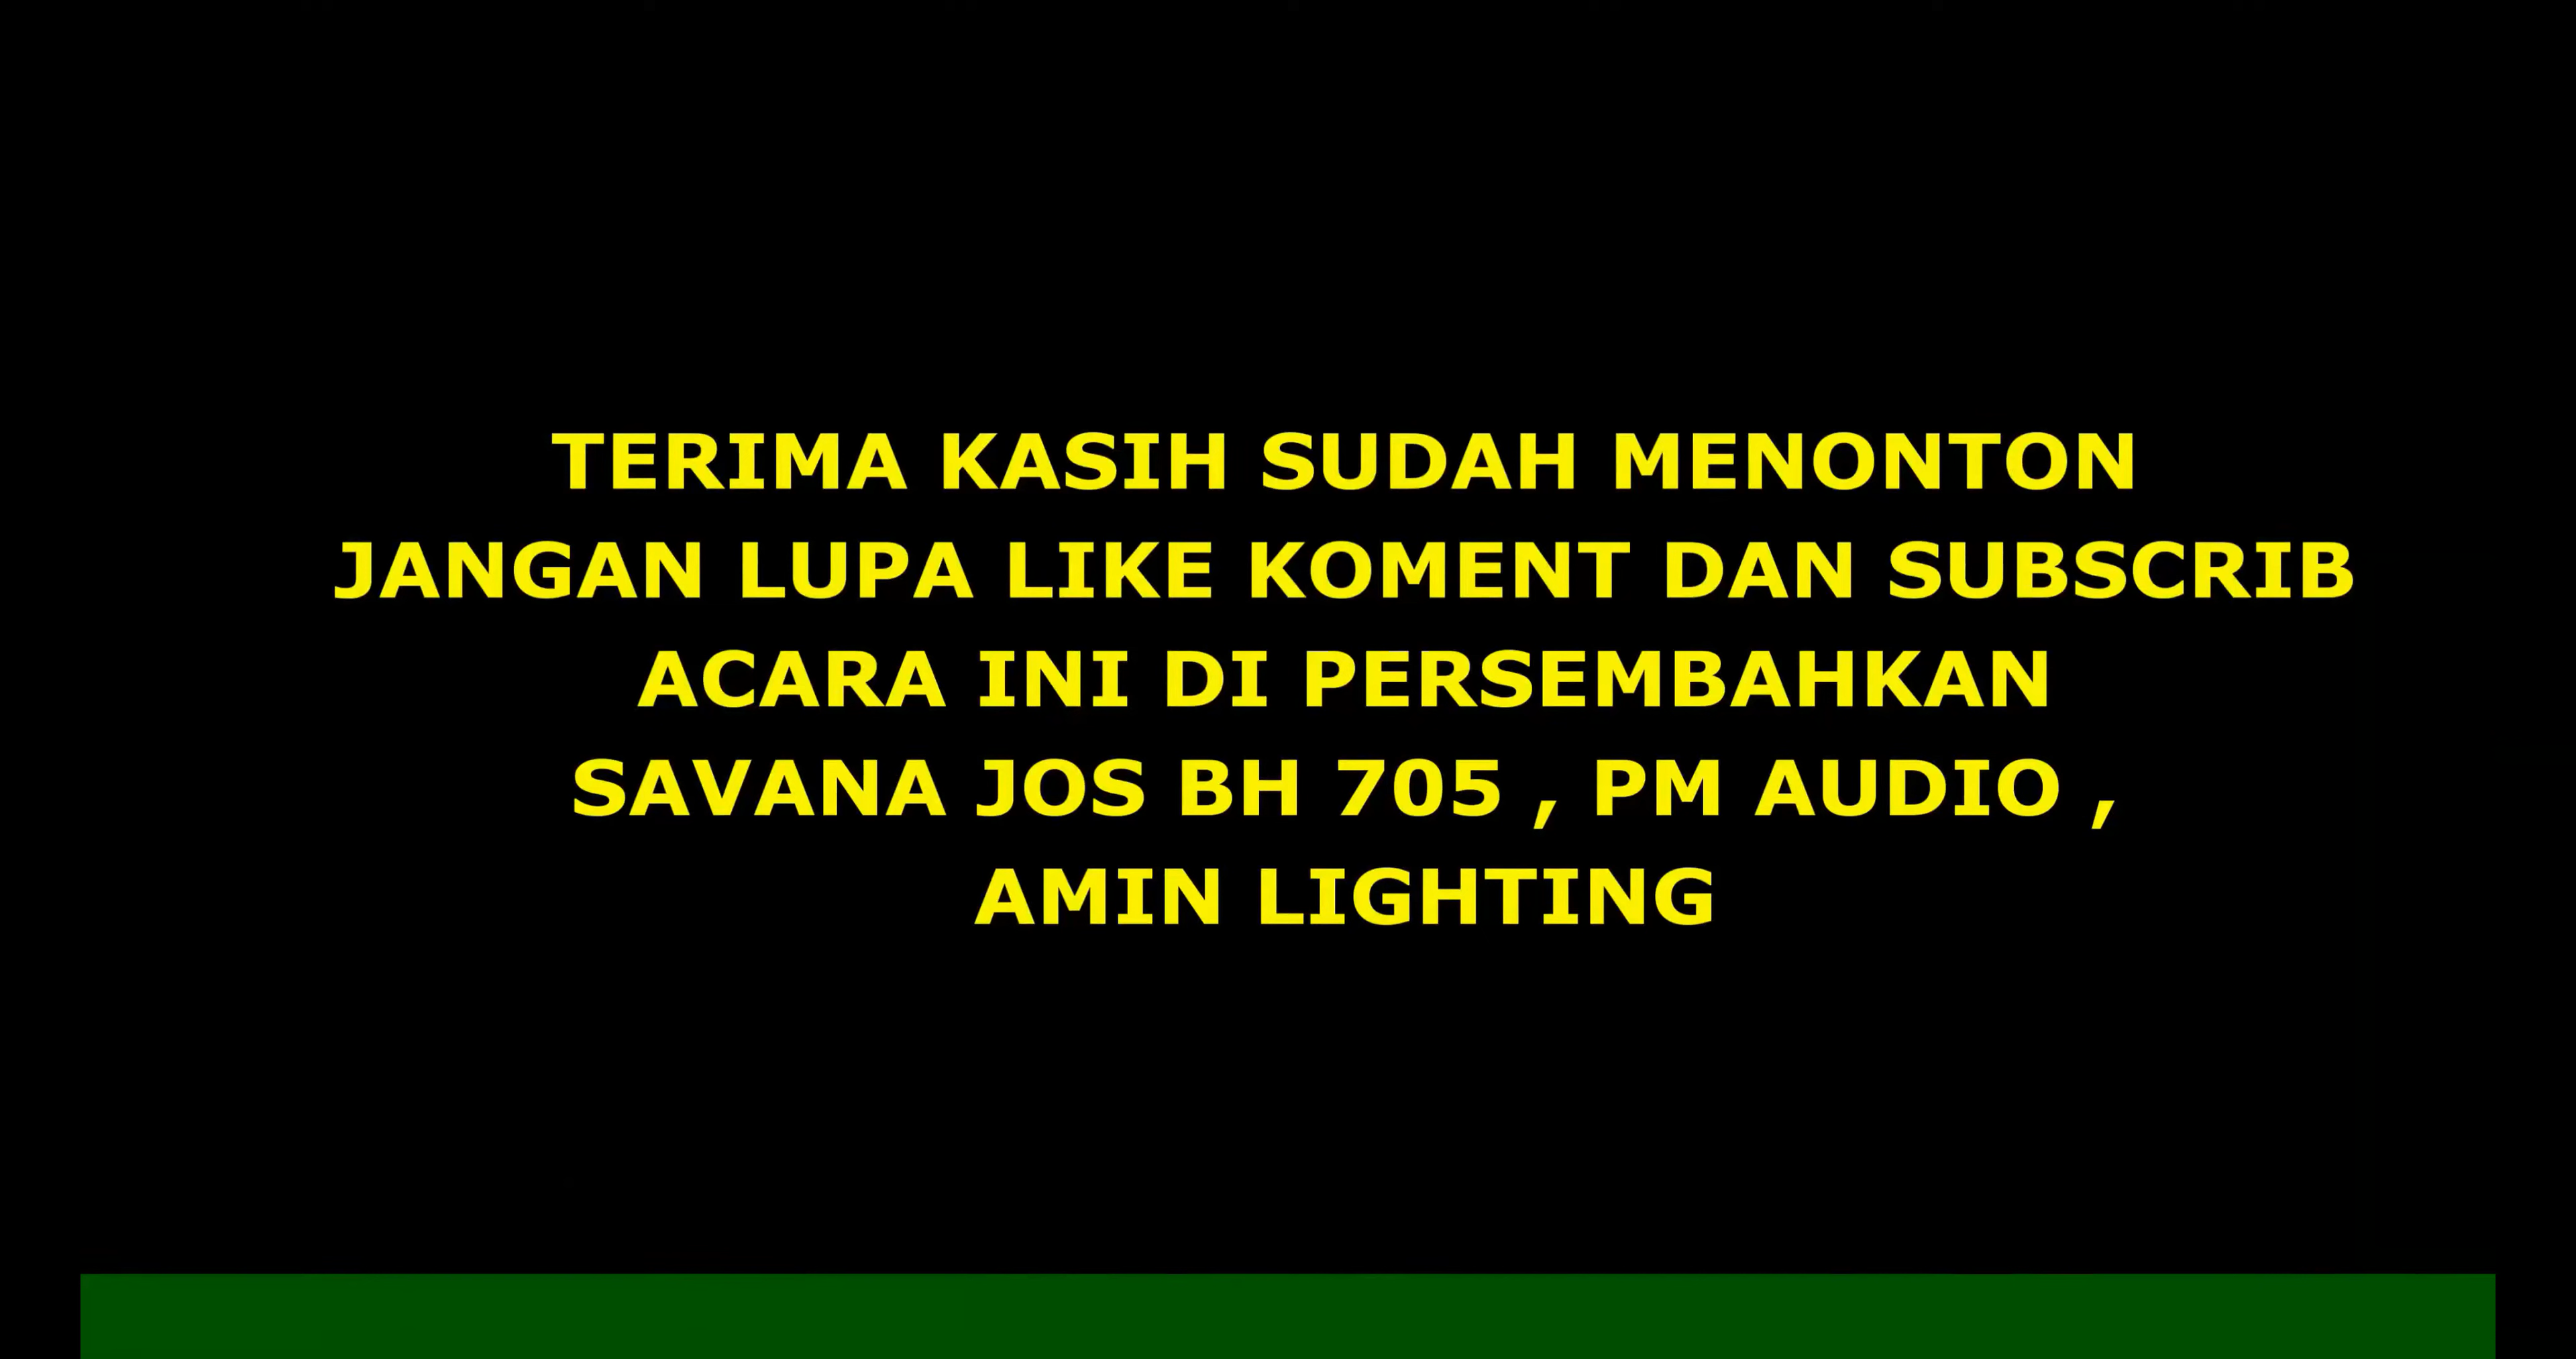 TERIMA KASIH SUDAH MENONTON
JANGAN LUPA LIKE KOMENT DAN SUBSCRIB
ACARA INI DI PERSEMBAHKAN
SAVANA JOS BH 705 , PM AUDIO ,
AMIN LIGHTING